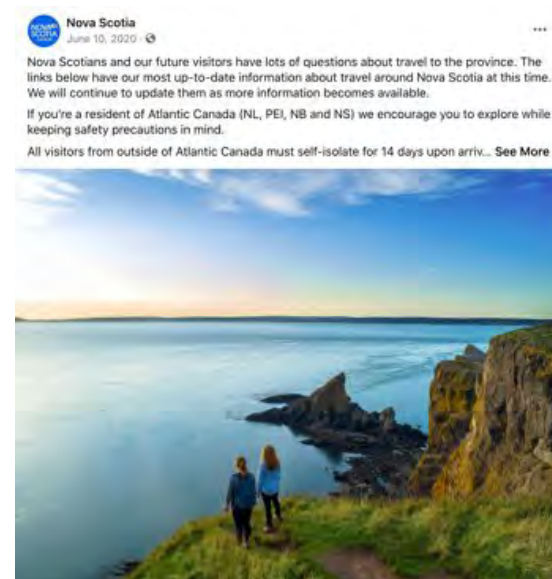 NOVA
SCOTIA
Nova Scotia
June 10, 2020 ·
Nova Scotians and our future visitors have lots of questions about travel to the province. The
links below have our most up-to-date information about travel around Nova Scotia at this time.
We will continue to update them as more information becomes available.
If you're a resident of Atlantic Canada (NL, PEI, NB and NS) we encourage you to explore while
keeping safety precautions in mind.
All visitors from outside of Atlantic Canada must self-isolate for 14 days upon arriv... See More